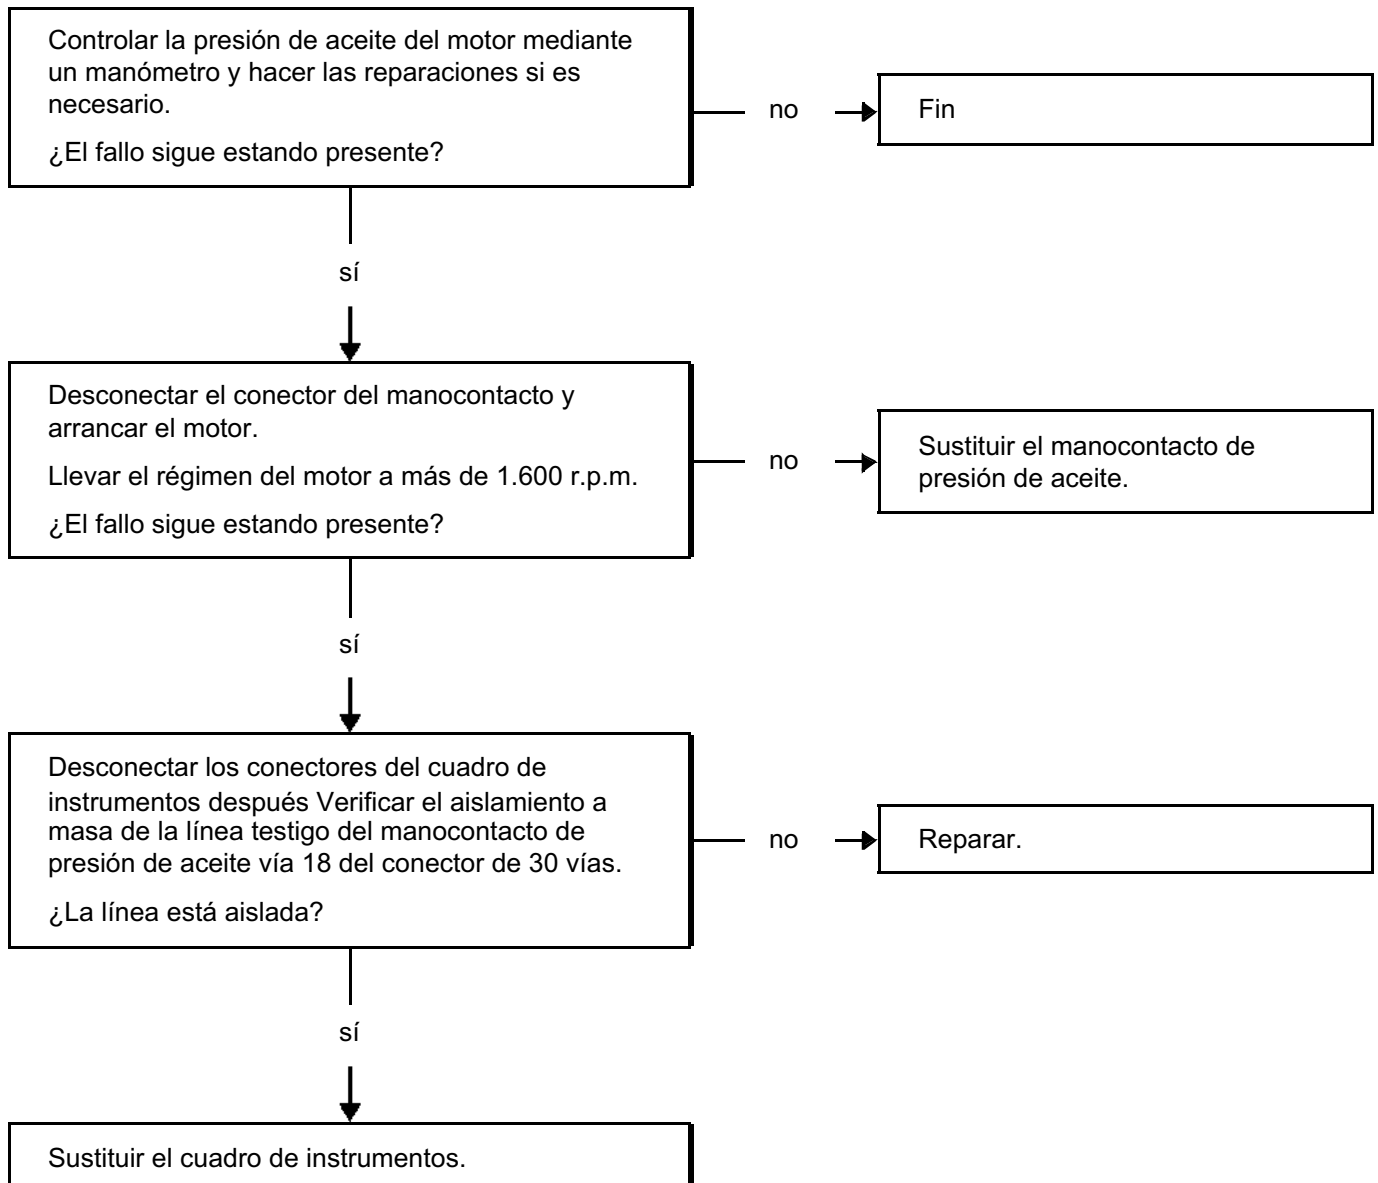 Controlar la presión de aceite del motor mediante
un manómetro y hacer las reparaciones si es
necesario.
¿El fallo sigue estando presente?
no
Fin
sí
Desconectar el conector del manocontacto y
arrancar el motor.
Llevar el régimen del motor a más de 1.600 r.p.m.
¿El fallo sigue estando presente?
no
Sustituir el manocontacto de
presión de aceite.
sí
Desconectar los conectores del cuadro de
instrumentos después Verificar el aislamiento a
masa de la línea testigo del manocontacto de
presión de aceite vía 18 del conector de 30 vías.
¿La línea está aislada?
no
Reparar.
sí
Sustituir el cuadro de instrumentos.